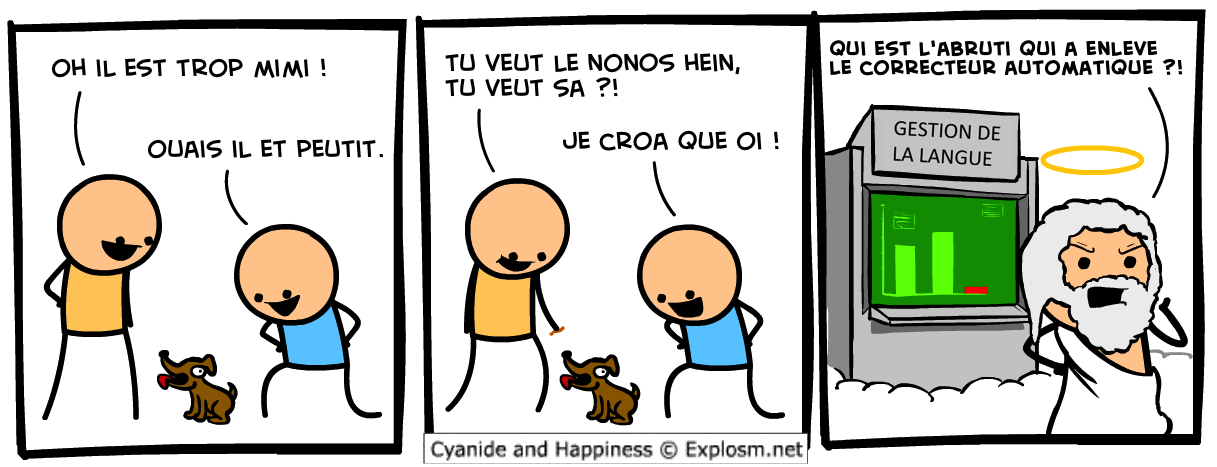 OH IL EST TROP MIMI !
OUAIS IL ET PEUTIT.
TU VEUT LE NONOS HEIN,
TU VEUT SA ?!
JE CROA QUE OI !
QUI EST L'ABRUTI QUI A ENLEVE
LE CORRECTEUR AUTOMATIQUE ?!
GESTION DE
LA LANGUE
Cyanide and Happiness © Explosm.net